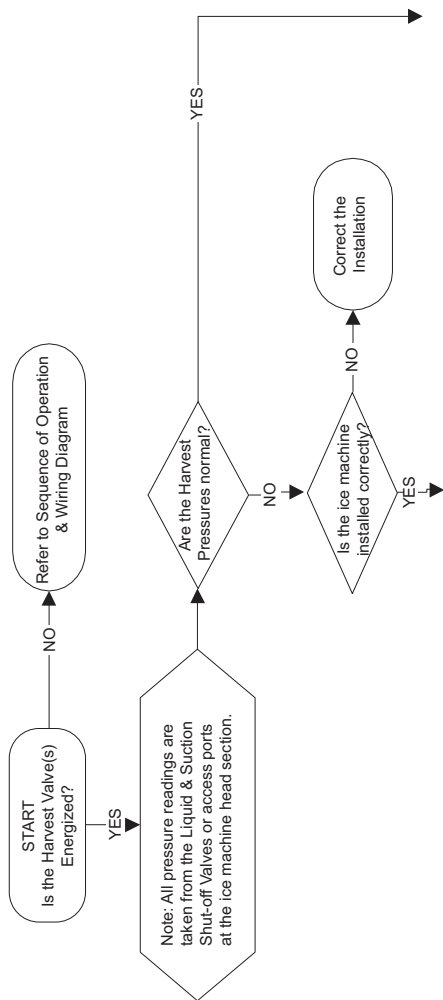 START
Is the Harvest Valve(s)
Energized?
NO
Refer to Sequence of Operation
& Wiring Diagram
YES
Note: All pressure readings are
taken from the Liquid & Suction
Shut-off Valves or access ports
at the ice machine head section.
Are the Harvest
Pressures normal?
YES
NO
Is the ice machine
installed correctly?
NO
Correct the
Installation
YES